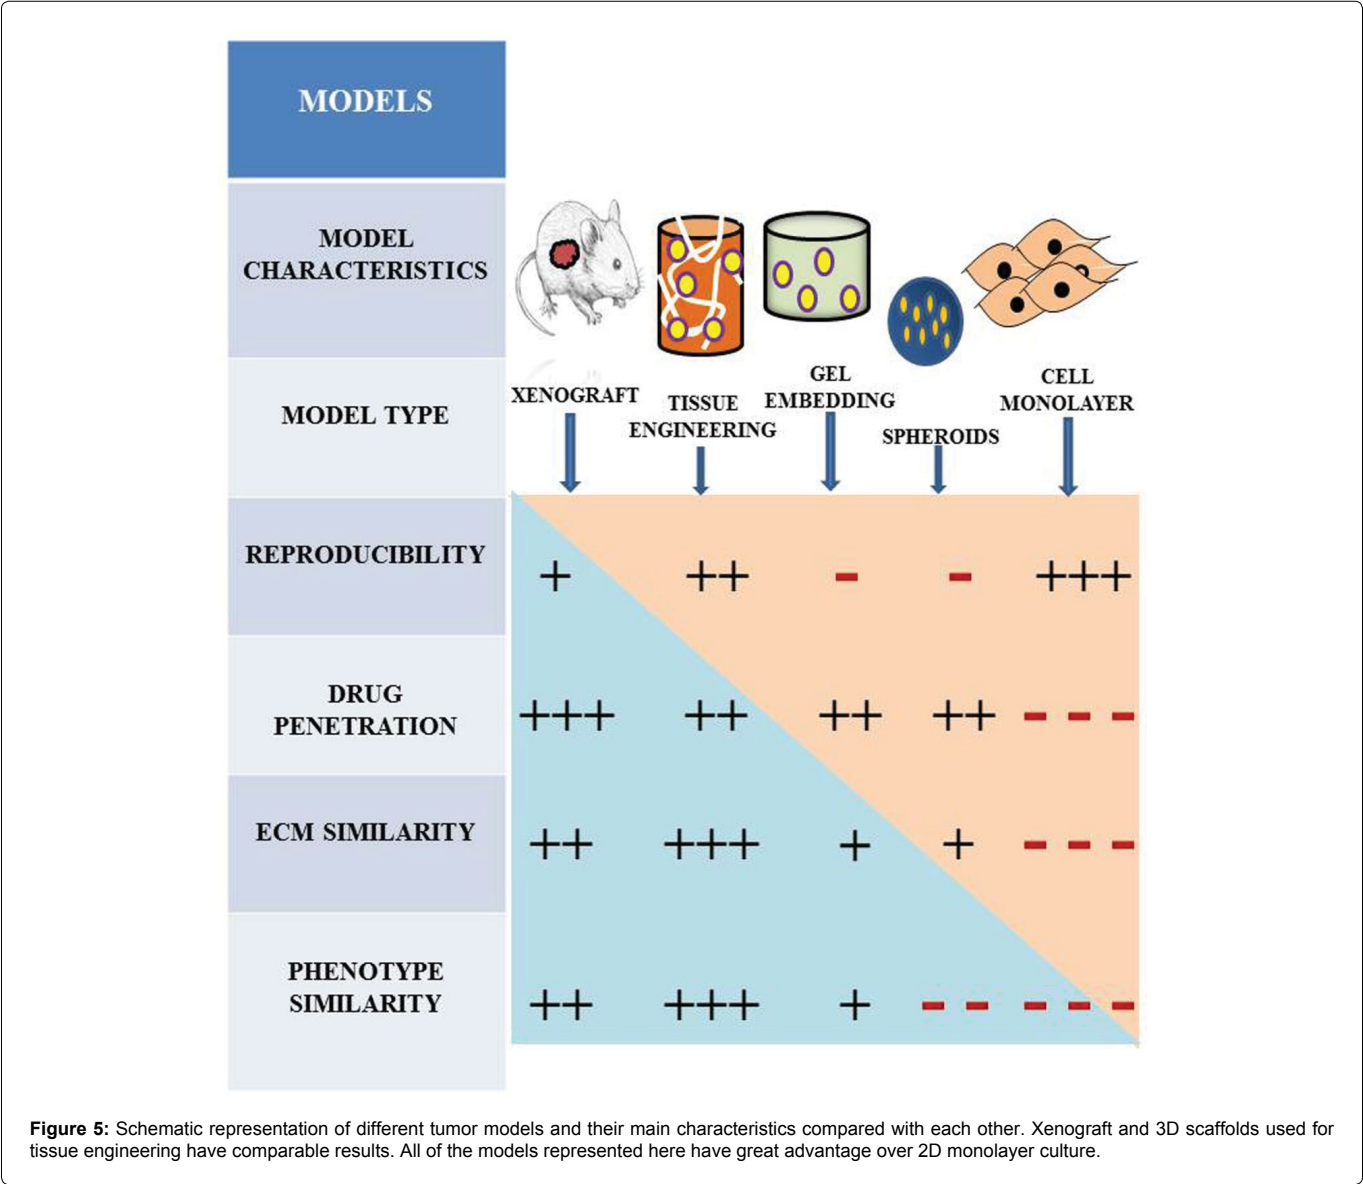 MODELS
MODEL
CHARACTERISTICS
MODEL TYPE
XENOGRAFT
TISSUE
ENGINEERING
GEL
EMBEDDING
SPHEROIDS
CELL
MONOLAYER
REPRODUCIBILITY
+ ++ - - +++
DRUG
PENETRATION
+++ ++ ++ ++ - - -
ECM SIMILARITY
++ +++ + + - - -
PHENOTYPE
SIMILARITY
++ +++ + - - - - -
Figure 5: Schematic representation of different tumor models and their main characteristics compared with each other. Xenograft and 3D scaffolds used for
tissue engineering have comparable results. All of the models represented here have great advantage over 2D monolayer culture.